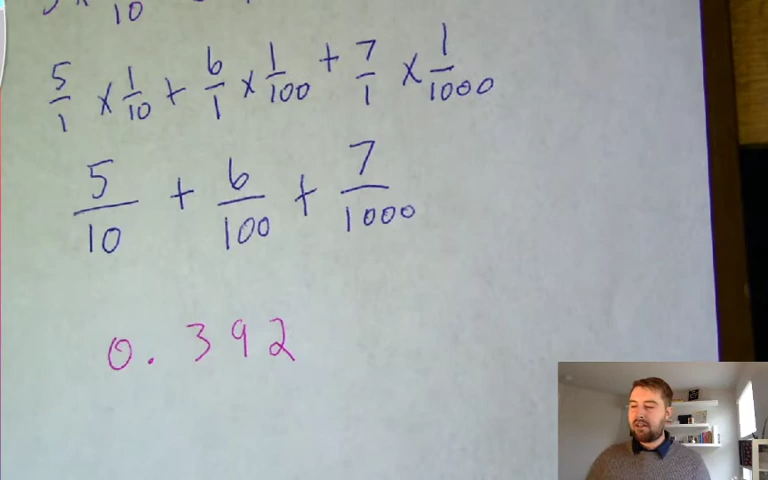 10
5/1 × 1/10 + 6/1 × 1/100 + 7/1 × 1/1000
5/10 + 6/100 + 7/1000
0.392